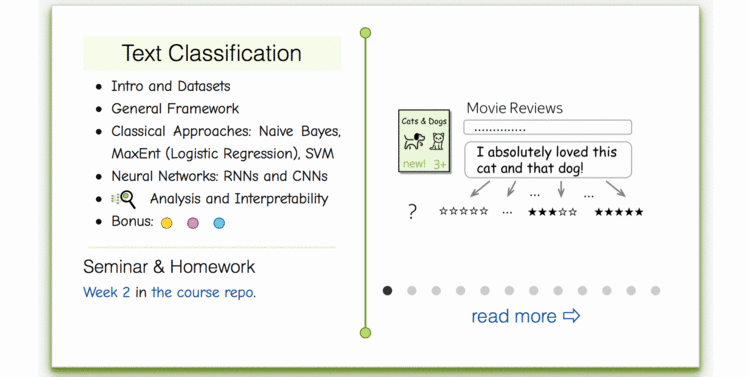 Text Classification
Intro and Datasets
General Framework
Classical Approaches: Naive Bayes,
MaxEnt (Logistic Regression), SVM
Neural Networks: RNNs and CNNs
Analysis and Interpretability
Bonus:
Seminar & Homework
Week 2 in the course repo.
Movie Reviews
..............
Cats & Dogs
new! 3+
I absolutely loved this
cat and that dog!
... ...
? ☆☆☆☆☆ ... ★★★☆☆ ★★★★★
read more ⇨